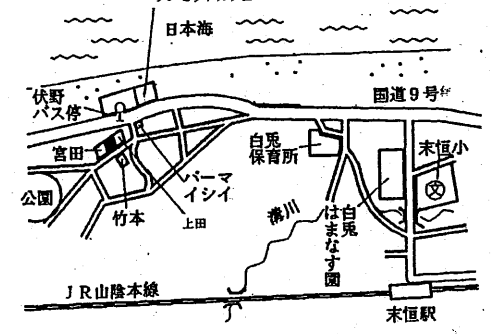 日本海
国道9号線
伏野
バス停
宮田
公園
竹本
パーマ
イシイ
上田
白兎
保育所
末恒小
文
溝川
白兎
はまなす園
JR山陰本線
末恒駅